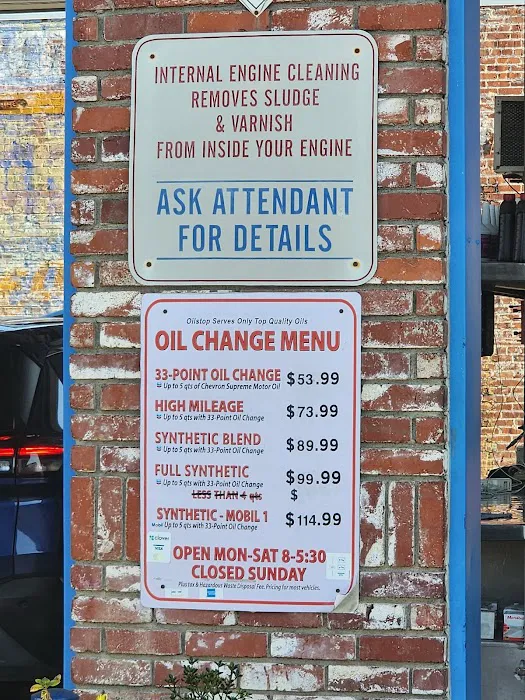 INTERNAL ENGINE CLEANING
REMOVES SLUDGE
& VARNISH
FROM INSIDE YOUR ENGINE
ASK ATTENDANT
FOR DETAILS
Oilstop Serves Only Top Quality Oils
OIL CHANGE MENU
33-POINT OIL CHANGE $53.99
Up to 5 qts of Chevron Supreme Motor Oil
HIGH MILEAGE $73.99
Up to 5 qts with 33-Point Oil Change
SYNTHETIC BLEND $89.99
Up to 5 qts with 33-Point Oil Change
FULL SYNTHETIC $99.99
Up to 5 qts with 33-Point Oil Change
LESS THAN 4 qts $
SYNTHETIC - MOBIL 1 $114.99
Mobil Up to 5 qts with 33-Point Oil Change
clover
VISA
OPEN MON-SAT 8-5:30
CLOSED SUNDAY
Plus tax & Hazardous Waste Disposal Fee. Pricing for most vehicles.